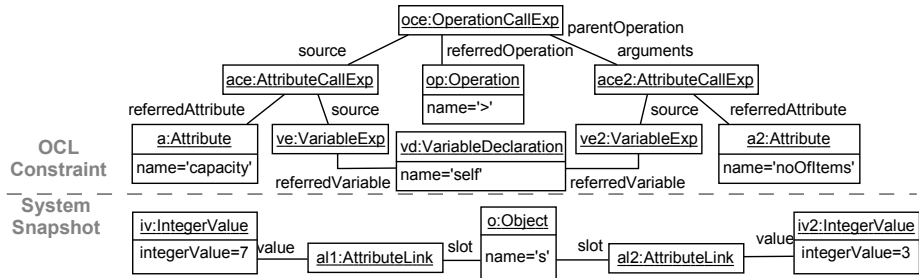 oce:OperationCallExp
parentOperation
source
referredOperation
arguments
ace:AttributeCallExp
op:Operation
name='>'
ace2:AttributeCallExp
referredAttribute
source
source
referredAttribute
a:Attribute
name='capacity'
ve:VariableExp
vd:VariableDeclaration
name='self'
ve2:VariableExp
a2:Attribute
name='noOfItems'
referredVariable
referredVariable
OCL
Constraint
System
Snapshot
iv:IntegerValue
integerValue=7
value
al1:AttributeLink
slot
o:Object
name='s'
slot
al2:AttributeLink
value
iv2:IntegerValue
integerValue=3